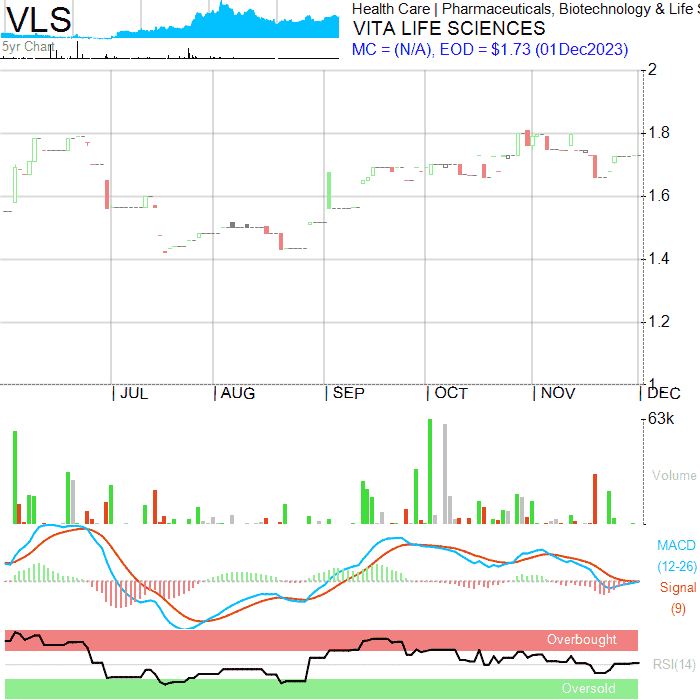 VLS
5yr Chart
Health Care | Pharmaceuticals, Biotechnology & Life S
VITA LIFE SCIENCES
MC = (N/A), EOD = $1.73 (01Dec2023)
2
1.8
1.6
1.4
1.2
1
| JUL | AUG | SEP | OCT | NOV | DEC
63k
Volume
MACD
(12-26)
Signal
(9)
Overbought
RSI(14)
Oversold